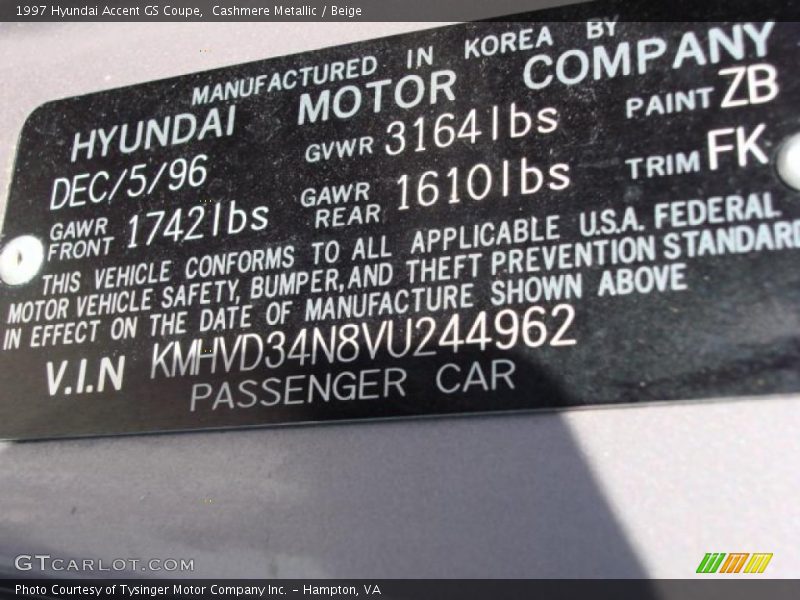 1997 Hyundai Accent GS Coupe, Cashmere Metallic / Beige
MANUFACTURED IN KOREA BY
HYUNDAI MOTOR COMPANY
DEC/5/96 GVWR 3164lbs PAINT ZB
GAWR FRONT 1742lbs GAWR REAR 1610lbs TRIM FK
THIS VEHICLE CONFORMS TO ALL APPLICABLE U.S.A. FEDERAL
MOTOR VEHICLE SAFETY, BUMPER, AND THEFT PREVENTION STANDARD
IN EFFECT ON THE DATE OF MANUFACTURE SHOWN ABOVE
V.I.N KMHVD34N8VU244962
PASSENGER CAR
GTCARLOT.COM
Photo Courtesy of Tysinger Motor Company Inc. - Hampton, VA